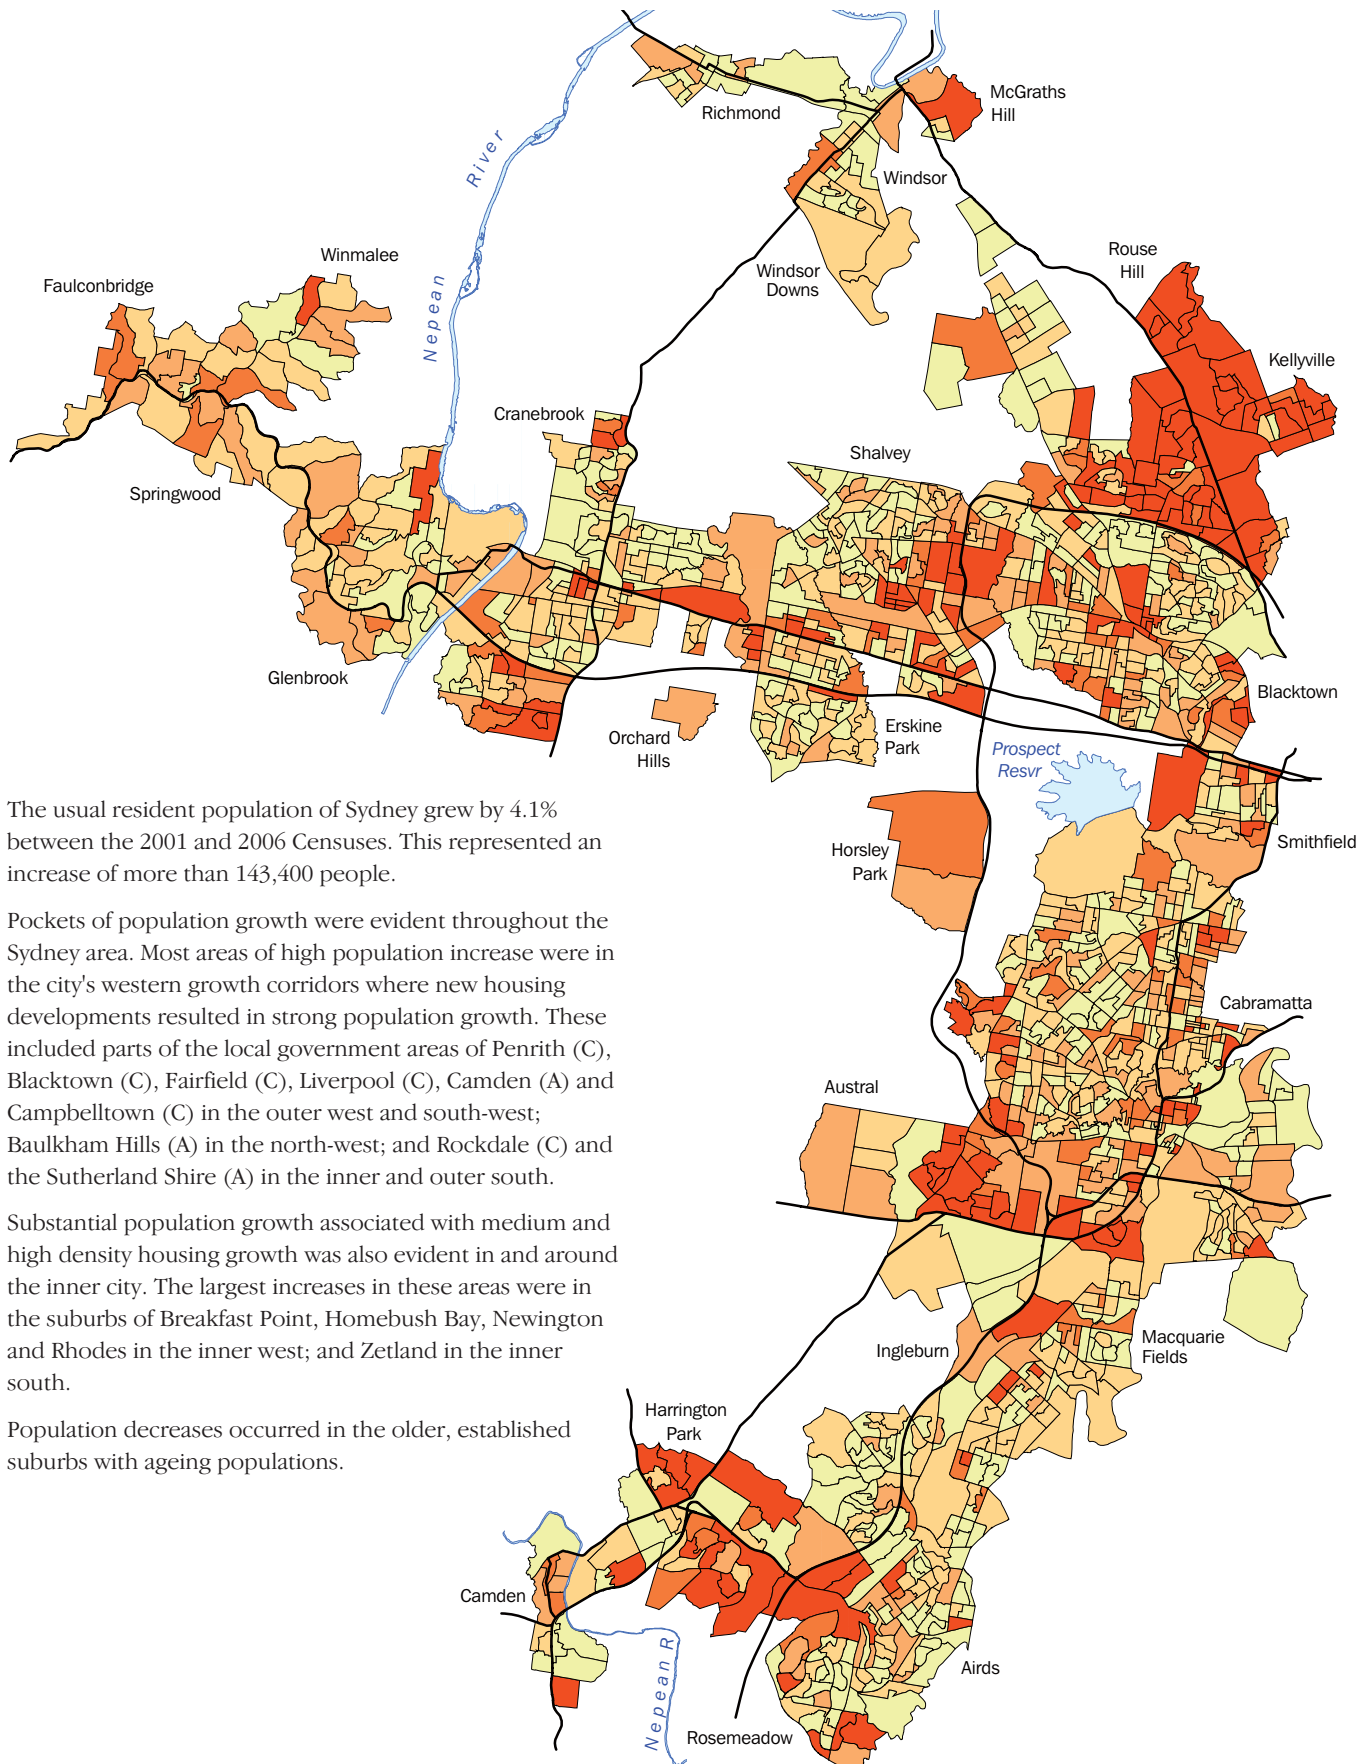 McGraths
Hill
Richmond
River
Windsor
Rouse
Hill
Winmalee
Windsor
Downs
Faulconbridge
Nepean
Kellyville
Cranebrook
Shalvey
Springwood
Glenbrook
Blacktown
Orchard
Hills
Erskine
Park
Prospect
Resvr
The usual resident population of Sydney grew by 4.1%
between the 2001 and 2006 Censuses. This represented an
increase of more than 143,400 people.
Smithfield
Horsley
Park
Pockets of population growth were evident throughout the
Sydney area. Most areas of high population increase were in
the city's western growth corridors where new housing
developments resulted in strong population growth. These
included parts of the local government areas of Penrith (C),
Blacktown (C), Fairfield (C), Liverpool (C), Camden (A) and
Campbelltown (C) in the outer west and south-west;
Baulkham Hills (A) in the north-west; and Rockdale (C) and
the Sutherland Shire (A) in the inner and outer south.
Cabramatta
Austral
Substantial population growth associated with medium and
high density housing growth was also evident in and around
the inner city. The largest increases in these areas were in
the suburbs of Breakfast Point, Homebush Bay, Newington
and Rhodes in the inner west; and Zetland in the inner
south.
Ingleburn
Macquarie
Fields
Population decreases occurred in the older, established
suburbs with ageing populations.
Harrington
Park
Camden
Airds
Nepean R
Rosemeadow